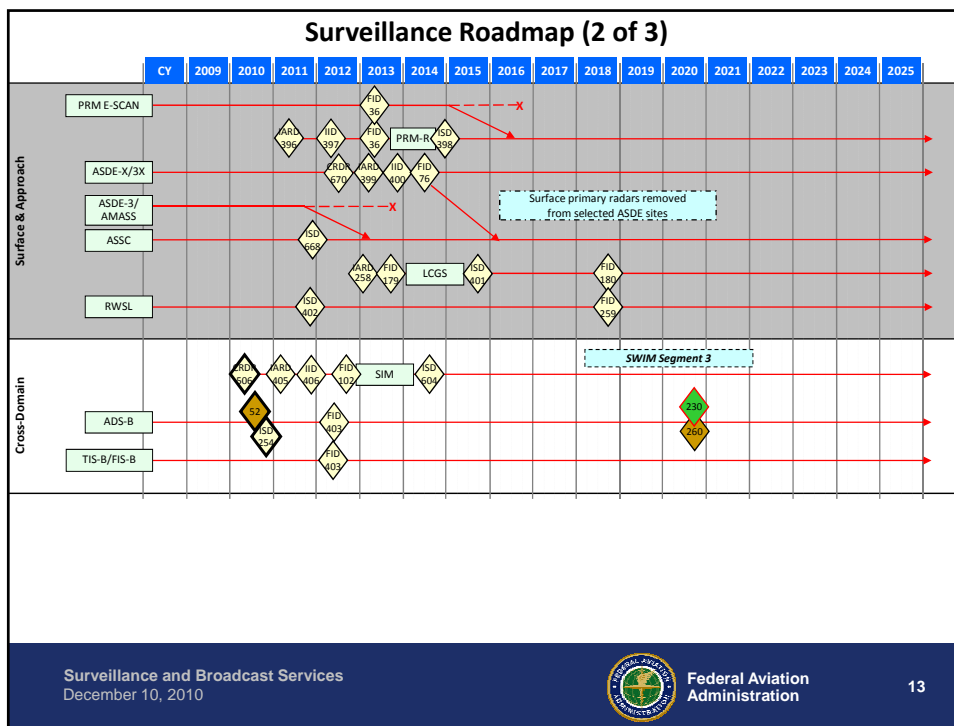 Surveillance Roadmap (2 of 3)
CY 2009 2010 2011 2012 2013 2014 2015 2016 2017 2018 2019 2020 2021 2022 2023 2024 2025
Surface & Approach
PRM E-SCAN
FID
36
IARD
396
IID
397
FID
36
PRM-R
ISD
398
ASDE-X/3X
CRDR
670
IARD
399
IID
400
FID
76
ASDE-3/
AMASS
X
X
Surface primary radars removed
from selected ASDE sites
ASSC
ISD
668
IARD
258
FID
179
LCGS
ISD
401
FID
180
RWSL
ISD
402
FID
259
Cross-Domain
CRDR
606
IARD
405
IID
406
FID
102
SIM
ISD
604
SWIM Segment 3
ADS-B
52
ISD
254
FID
403
230
260
TIS-B/FIS-B
FID
403
Surveillance and Broadcast Services
December 10, 2010
FEDERAL AVIATION
ADMINISTRATION
Federal Aviation
Administration
13